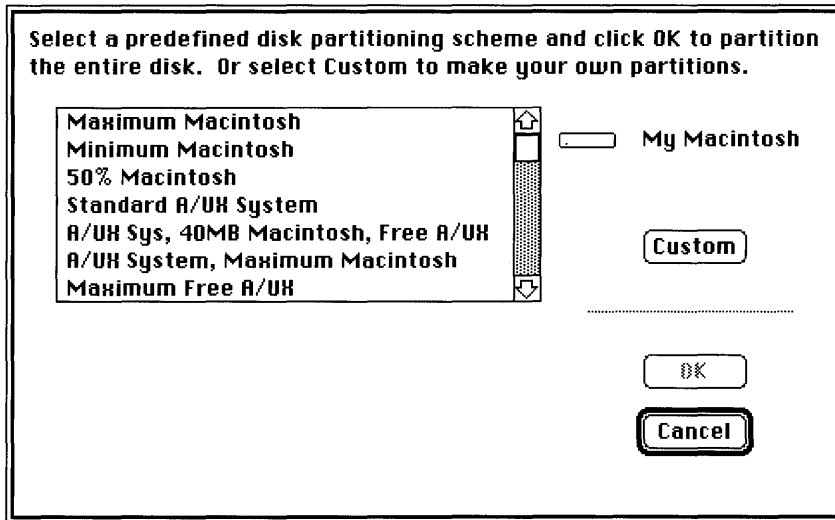 Select a predefined disk partitioning scheme and click OK to partition
the entire disk.  Or select Custom to make your own partitions.
Maximum Macintosh
Minimum Macintosh
50% Macintosh
Standard A/UX System
A/UX Sys, 40MB Macintosh, Free A/UX
A/UX System, Maximum Macintosh
Maximum Free A/UX
My Macintosh
Custom
OK
Cancel